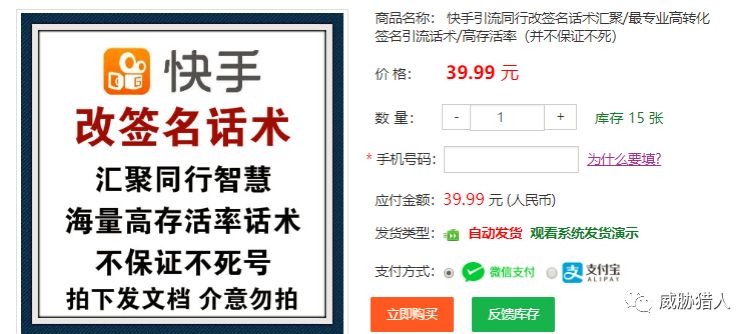 快手
改签名话术
汇聚同行智慧
海量高存活率话术
不保证不死号
拍下发文档 介意勿拍
商品名称: 快手引流同行改签名话术汇聚/最专业高转化
签名引流话术/高存活率（并不保证不死）
价 格: 39.99 元
数 量: - 1 + 库存 15 张
* 手机号码: 为什么要填?
应付金额: 39.99 元 (人民币)
发货类型: 自动发货 观看系统发货演示
支付方式: 微信支付 支付宝 ALIPAY
立即购买 反馈库存
威胁猎人